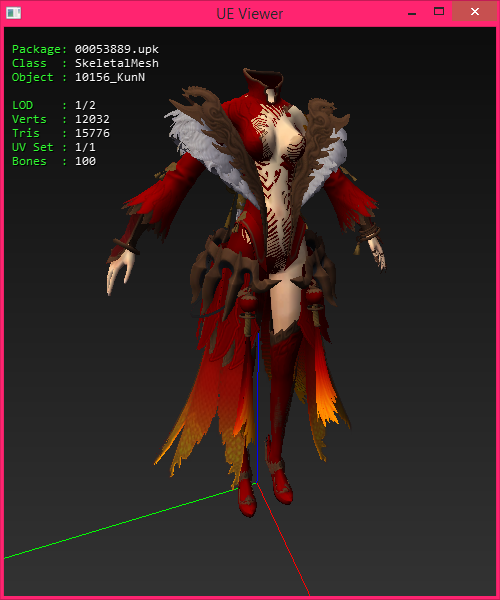 UE Viewer
Package: 00053889.upk
Class  : SkeletalMesh
Object : 10156_KunN
LOD    : 1/2
Verts  : 12032
Tris   : 15776
UV Set : 1/1
Bones  : 100